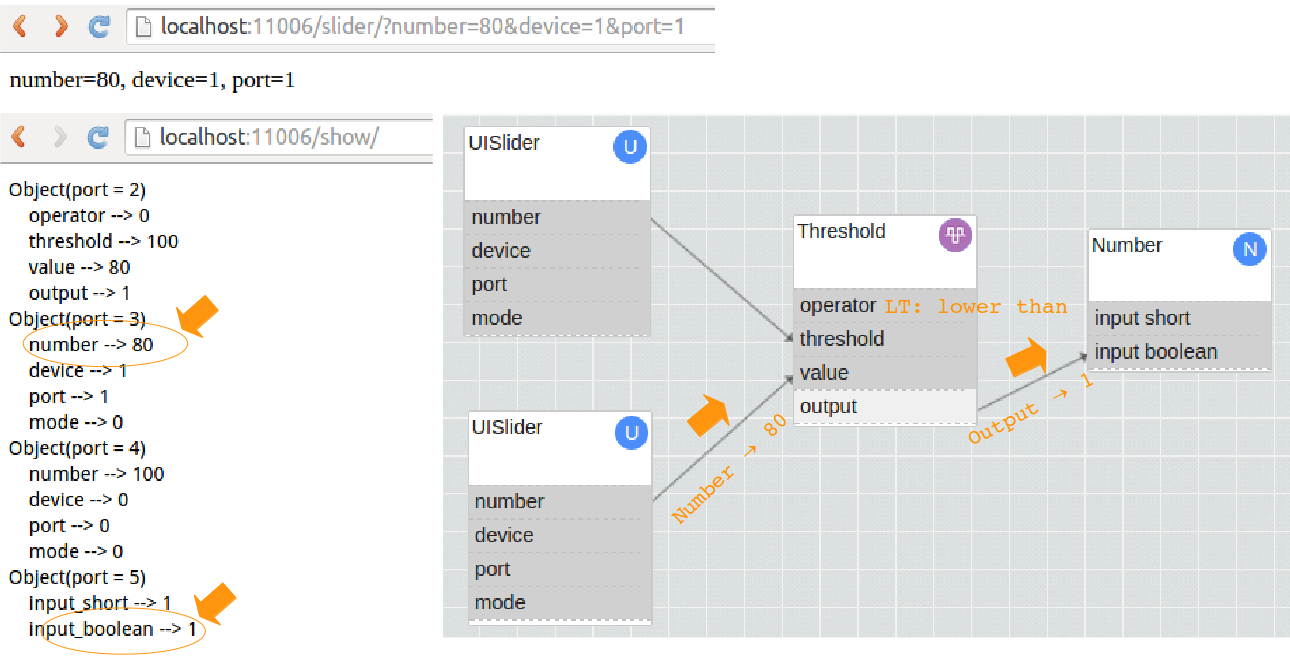 localhost:11006/slider/?number=80&device=1&port=1
number=80, device=1, port=1
localhost:11006/show/
Object(port = 2)
operator --> 0
threshold --> 100
value --> 80
output --> 1
Object(port = 3)
number --> 80
device --> 1
port --> 1
mode --> 0
Object(port = 4)
number --> 100
device --> 0
port --> 0
mode --> 0
Object(port = 5)
input_short --> 1
input_boolean --> 1
UISlider U
number
device
port
mode
UISlider U
number
device
port
mode
Number → 80
Threshold
operator LT: lower than
threshold
value
output
Output → 1
Number N
input short
input boolean